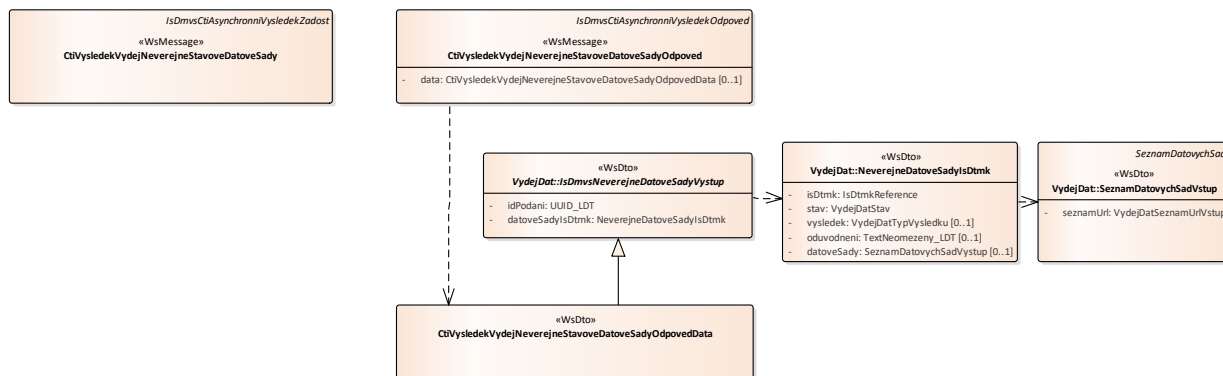 IsDmvsCtiAsynchronniVysledekZadost
«WsMessage»
CtiVysledekVydejNeverejneStavoveDatoveSady
IsDmvsCtiAsynchronniVysledekOdpoved
«WsMessage»
CtiVysledekVydejNeverejneStavoveDatoveSadyOdpoved
- data: CtiVysledekVydejNeverejneStavoveDatoveSadyOdpovedData [0..1]
«WsDto»
VydejDat::IsDmvsNeverejneDatoveSadyVystup
- idPodani: UUID_LDT
- datoveSadyIsDtmk: NeverejneDatoveSadyIsDtmk
«WsDto»
VydejDat::NeverejneDatoveSadyIsDtmk
- isDtmk: IsDtmkReference
- stav: VydejDatStav
- vysledek: VydejDatTypVysledku [0..1]
- oduvodneni: TextNeomezeny_LDT [0..1]
- datoveSady: SeznamDatovychSadVystup [0..1]
SeznamDatovychSad
«WsDto»
VydejDat::SeznamDatovychSadVstup
- seznamUrl: VydejDatSeznamUrlVstup
«WsDto»
CtiVysledekVydejNeverejneStavoveDatoveSadyOdpovedData